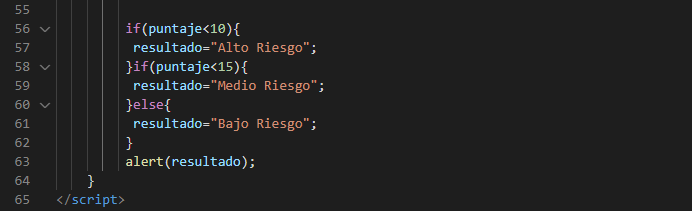 55
56 if(puntaje<10){
57 resultado="Alto Riesgo";
58 }if(puntaje<15){
59 resultado="Medio Riesgo";
60 }else{
61 resultado="Bajo Riesgo";
62 }
63 alert(resultado);
64 }
65 </script>